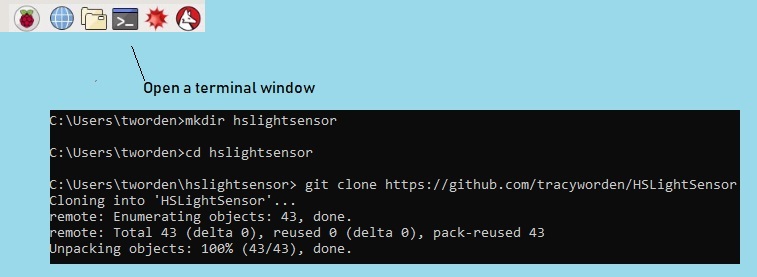 Open a terminal window
C:\Users\tworden>mkdir hslightsensor
C:\Users\tworden>cd hslightsensor
C:\Users\tworden\hslightsensor> git clone https://github.com/tracyworden/HSLightSensor
Cloning into 'HSLightSensor'...
remote: Enumerating objects: 43, done.
remote: Total 43 (delta 0), reused 0 (delta 0), pack-reused 43
Unpacking objects: 100% (43/43), done.